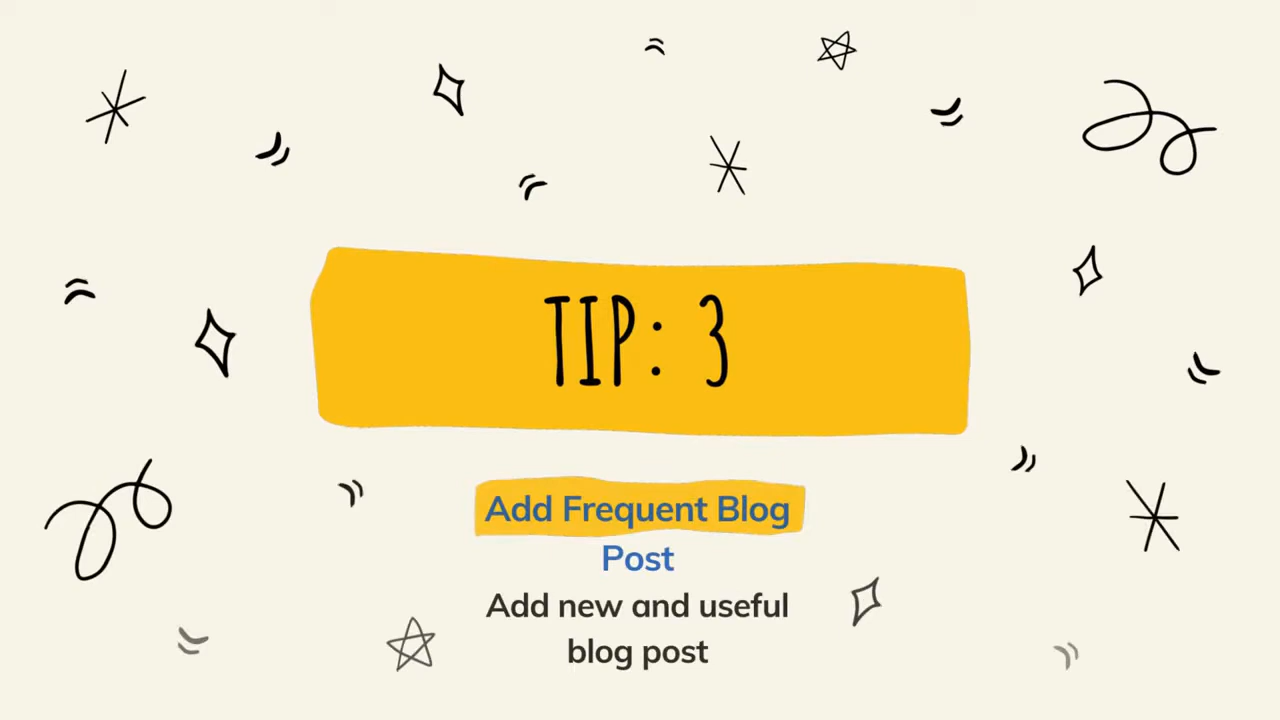 TIP: 3
Add Frequent Blog
Post
Add new and useful
blog post